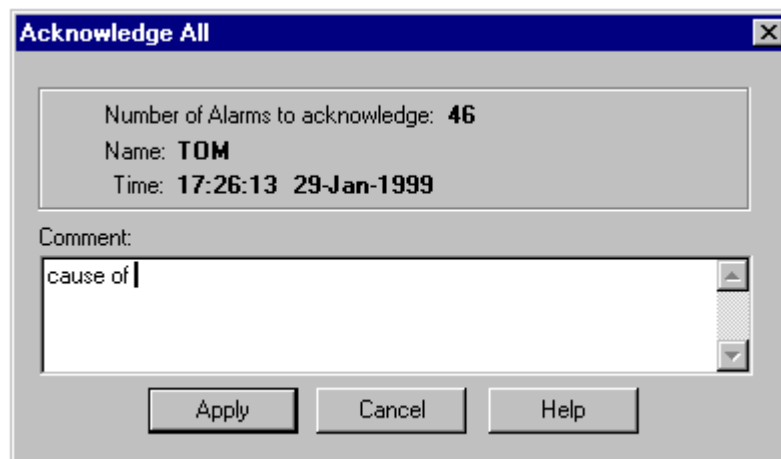 Acknowledge All
Number of Alarms to acknowledge: 46
Name: TOM
Time: 17:26:13 29-Jan-1999
Comment:
cause of
Apply Cancel Help